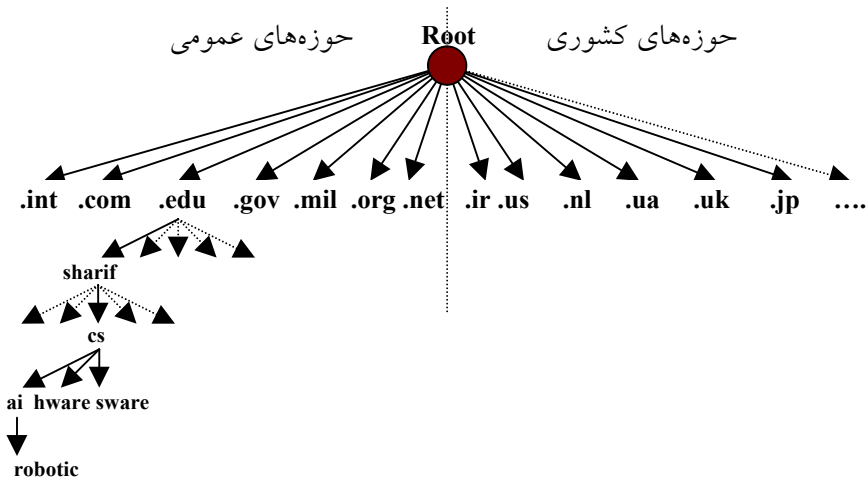 حوزه‌های عمومی Root حوزه‌های کشوری
.int .com .edu .gov .mil .org .net .ir .us .nl .ua .uk .jp ….
sharif
cs
ai hware sware
robotic